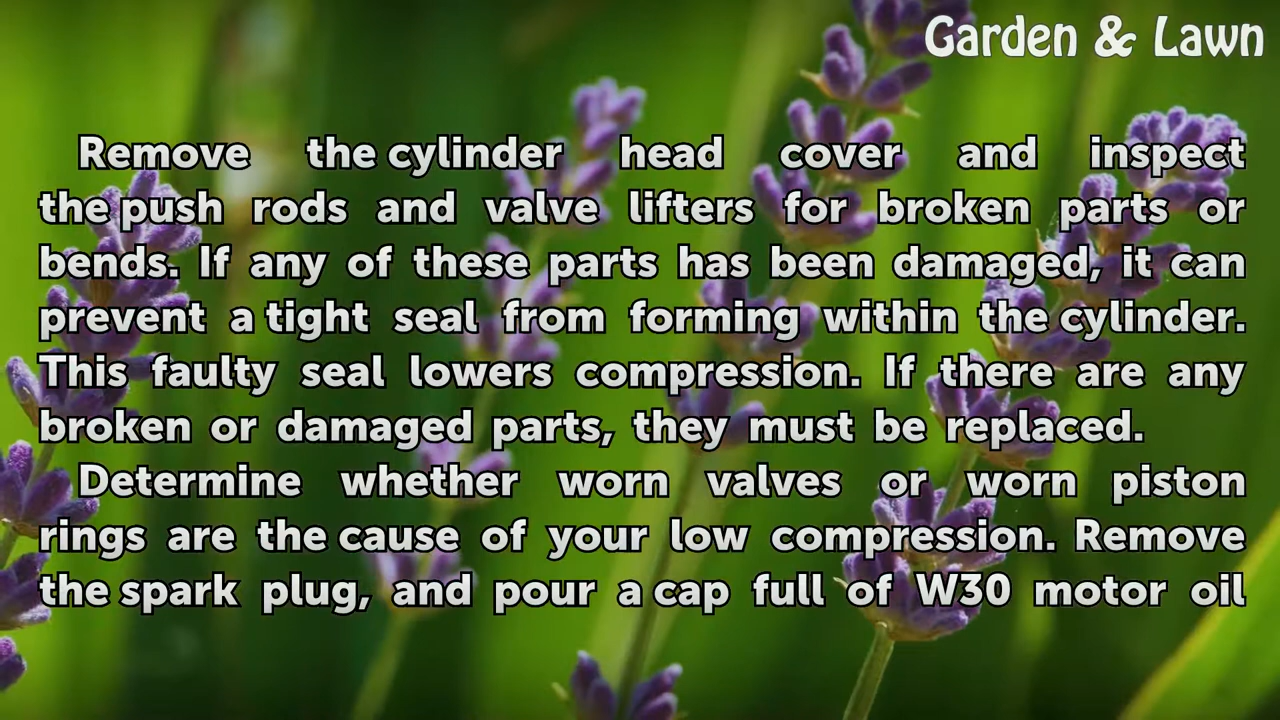 Garden & Lawn
Remove the cylinder head cover and inspect
the push rods and valve lifters for broken parts or
bends. If any of these parts has been damaged, it can
prevent a tight seal from forming within the cylinder.
This faulty seal lowers compression. If there are any
broken or damaged parts, they must be replaced.
Determine whether worn valves or worn piston
rings are the cause of your low compression. Remove
the spark plug, and pour a cap full of W30 motor oil